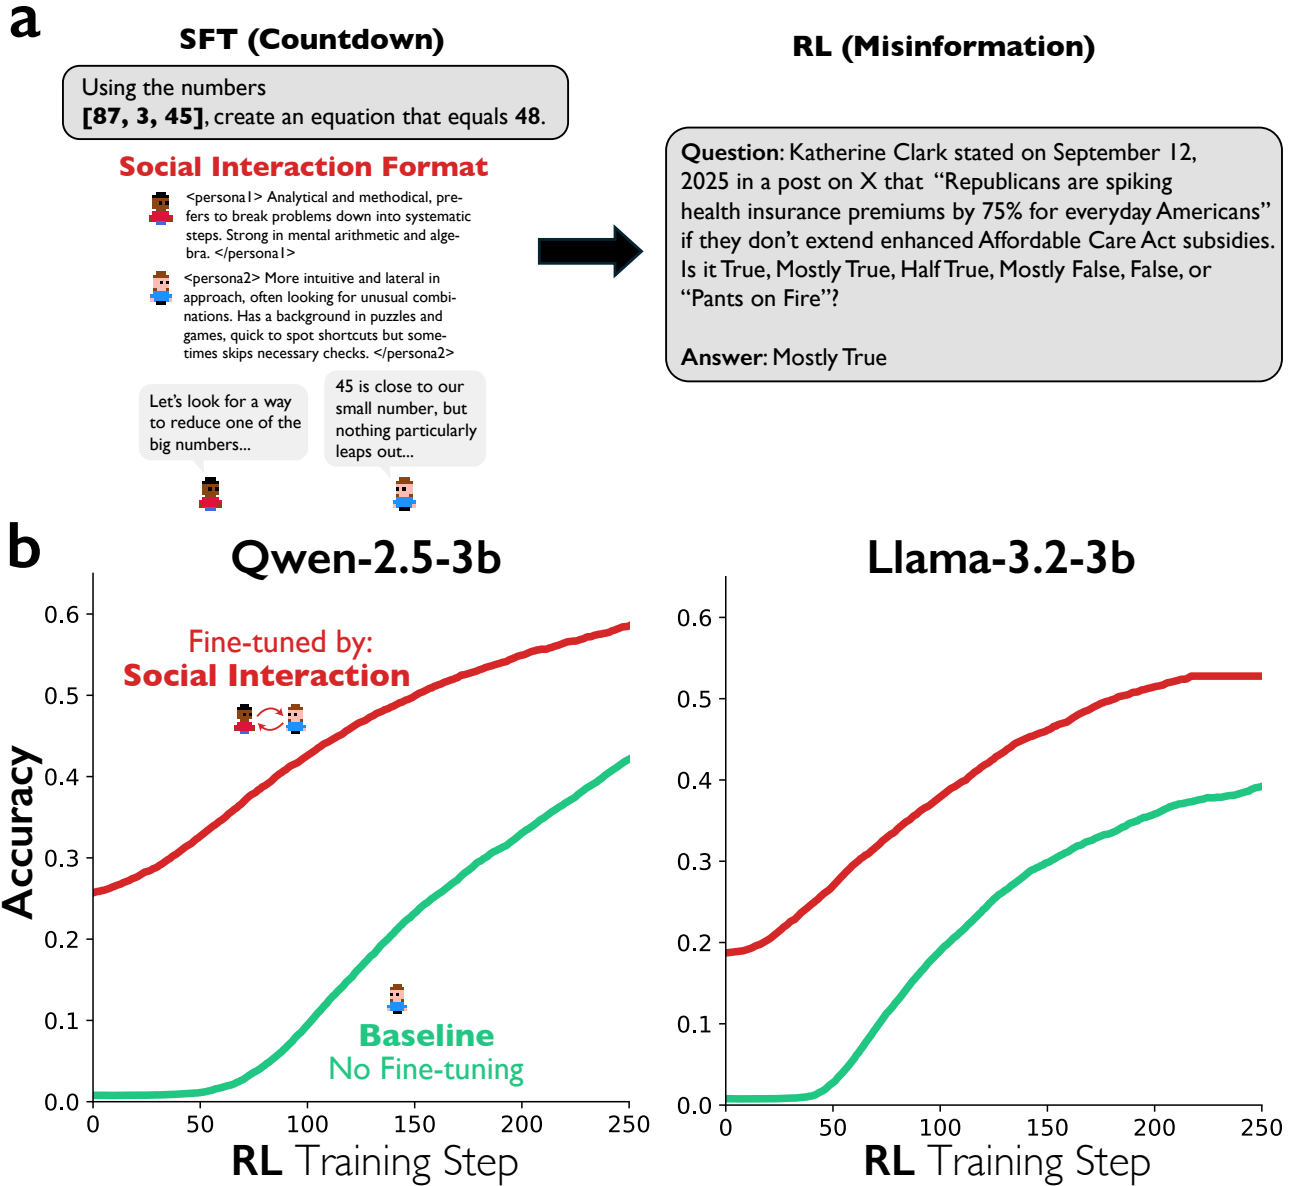 a
SFT (Countdown)
Using the numbers
[87, 3, 45], create an equation that equals 48.
Social Interaction Format
<persona1> Analytical and methodical, pre-
fers to break problems down into systematic
steps. Strong in mental arithmetic and alge-
bra. </persona1>
<persona2> More intuitive and lateral in
approach, often looking for unusual combi-
nations. Has a background in puzzles and
games, quick to spot shortcuts but some-
times skips necessary checks. </persona2>
Let's look for a way
to reduce one of the
big numbers...
45 is close to our
small number, but
nothing particularly
leaps out...
RL (Misinformation)
Question: Katherine Clark stated on September 12,
2025 in a post on X that “Republicans are spiking
health insurance premiums by 75% for everyday Americans”
if they don't extend enhanced Affordable Care Act subsidies.
Is it True, Mostly True, Half True, Mostly False, False, or
“Pants on Fire”?
Answer: Mostly True
b
Qwen-2.5-3b
Accuracy
0.6
0.5
0.4
0.3
0.2
0.1
0.0
Fine-tuned by:
Social Interaction
Baseline
No Fine-tuning
0 50 100 150 200 250
RL Training Step
Llama-3.2-3b
0.6
0.5
0.4
0.3
0.2
0.1
0.0
0 50 100 150 200 250
RL Training Step